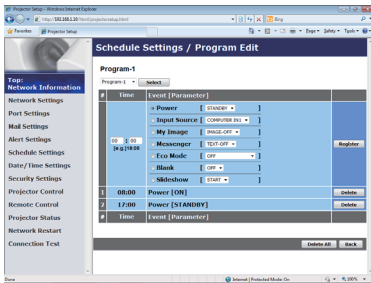 Projector Setup - Windows Internet Explorer
http://192.168.1.10/html/projectorsetup.html
Bing
Favorites Projector Setup Page Safety Tools
Schedule Settings / Program Edit
Top:
Network Information
Network Settings
Port Settings
Mail Settings
Alert Settings
Schedule Settings
Date/Time Settings
Security Settings
Projector Control
Remote Control
Projector Status
Network Restart
Connection Test
Program-1
Program-1 Select
# Time Event [Parameter]
00 : 00
[e.g.]18:00
Power [ STANDBY ]
Input Source [ COMPUTER IN1 ]
My Image [ IMAGE-OFF ]
Messenger [ TEXT-OFF ]
Eco Mode [ OFF ]
Blank [ OFF ]
Slideshow [ START ]
Register
1 08:00 Power [ON] Delete
2 17:00 Power [STANDBY] Delete
# Time Event [Parameter]
Delete All Back
Done Internet | Protected Mode: On 100%